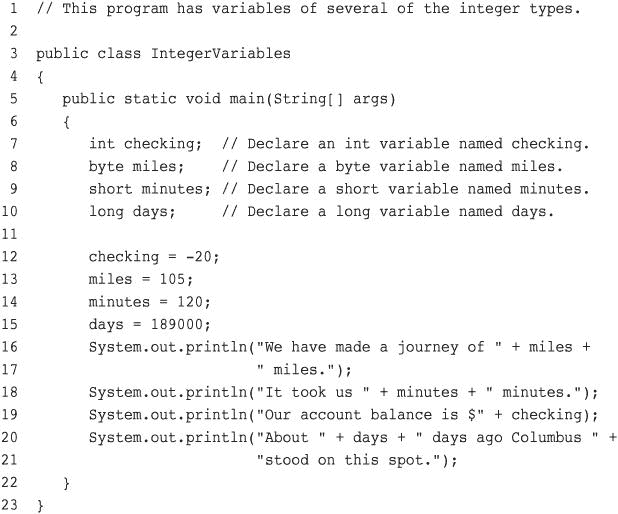 1 // This program has variables of several of the integer types.
2
3 public class IntegerVariables
4 {
5    public static void main(String[] args)
6    {
7       int checking;  // Declare an int variable named checking.
8       byte miles;    // Declare a byte variable named miles.
9       short minutes; // Declare a short variable named minutes.
10       long days;     // Declare a long variable named days.
11
12       checking = -20;
13       miles = 105;
14       minutes = 120;
15       days = 189000;
16       System.out.println("We have made a journey of " + miles +
17                          " miles.");
18       System.out.println("It took us " + minutes + " minutes.");
19       System.out.println("Our account balance is $" + checking);
20       System.out.println("About " + days + " days ago Columbus " +
21                          "stood on this spot.");
22    }
23 }